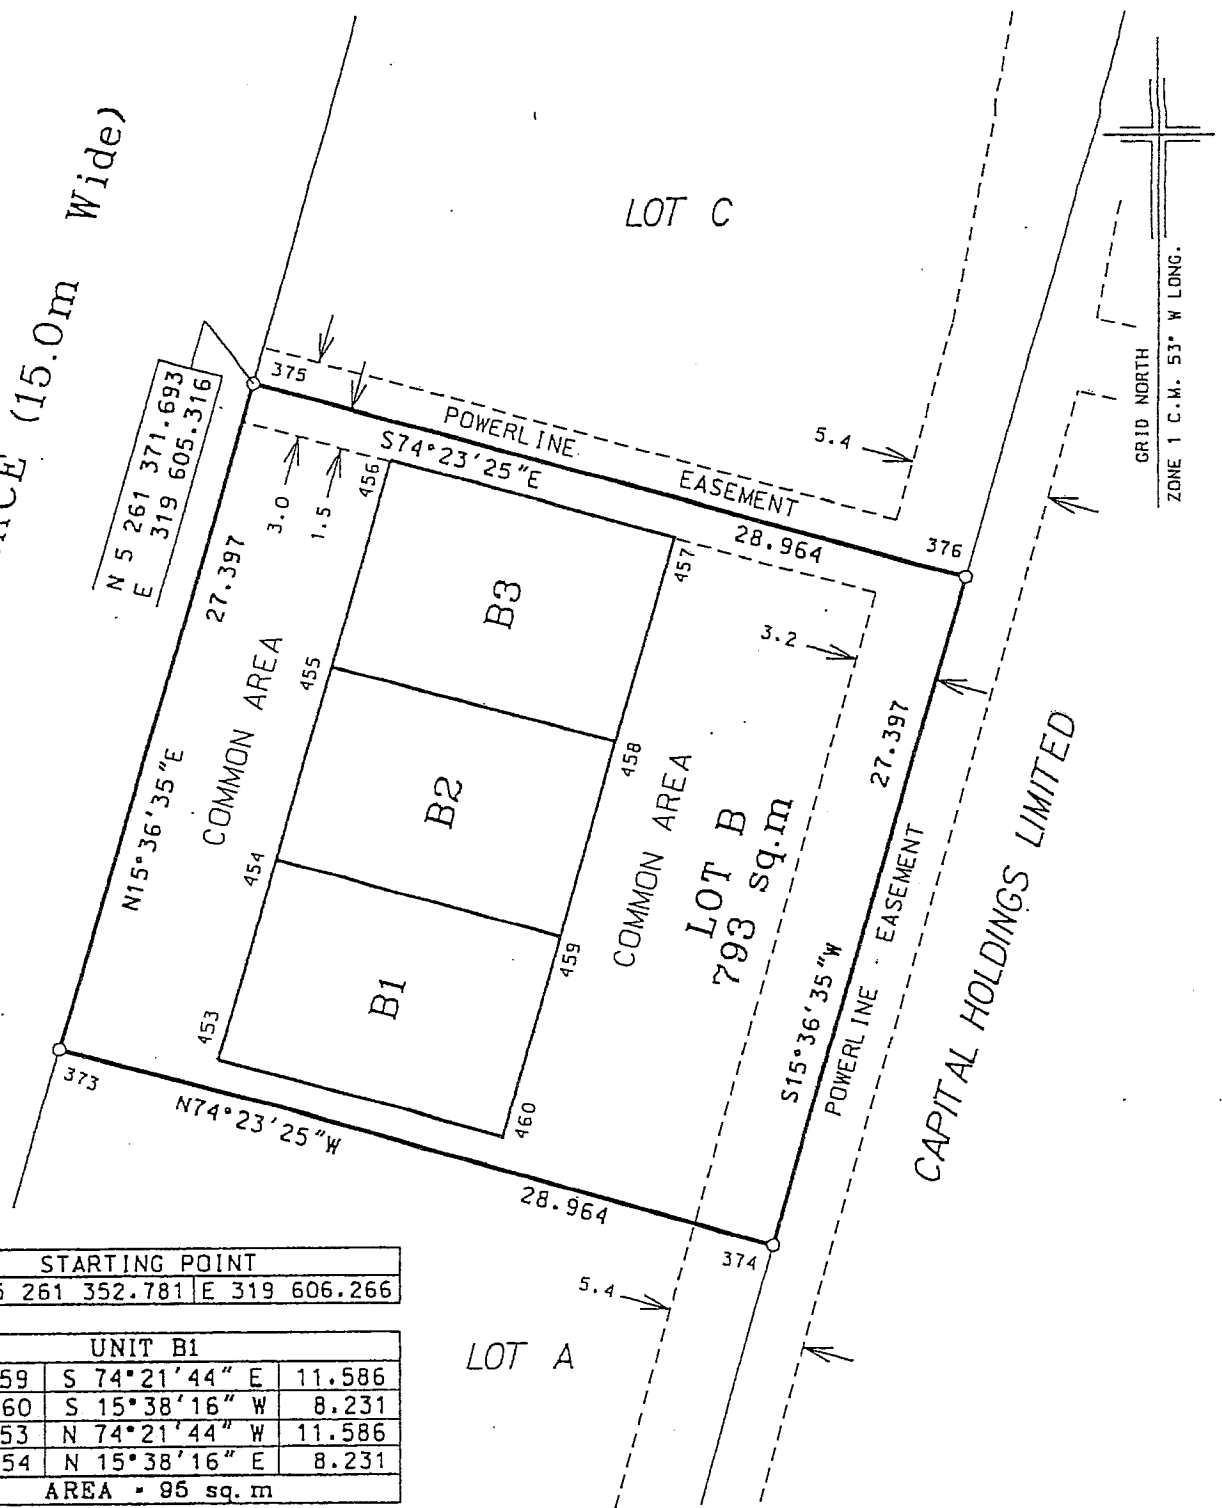 (15.0m Wide)
LOT C
GRID NORTH
ZONE 1 C.M. 53° W LONG.
N 5 261 371.693
E 319 605.316
375
POWERLINE EASEMENT
S74°23'25"E
28.964
376
5.4
3.0
1.5
456
457
27.397
N15°36'35"E
COMMON AREA
B3
455
458
3.2
B2
454
459
COMMON AREA
LOT B
793 sq.m
27.397
S15°36'35"W
POWERLINE EASEMENT
CAPITAL HOLDINGS LIMITED
B1
453
460
373
N74°23'25"W
28.964
374
5.4
LOT A
STARTING POINT
261 352.781 E 319 606.266
UNIT B1
59 S 74°21'44" E 11.586
60 S 15°38'16" W 8.231
53 N 74°21'44" W 11.586
54 N 15°38'16" E 8.231
AREA = 95 sq.m